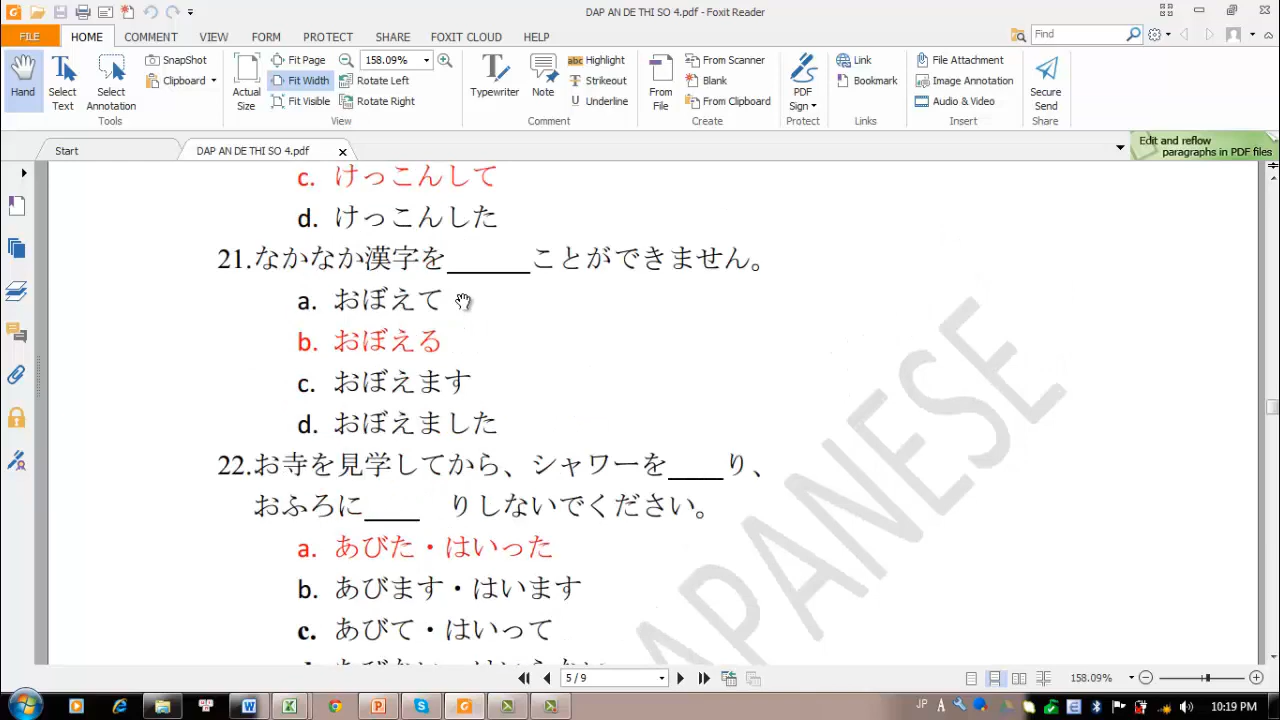 DAP AN DE THI SO 4.pdf - Foxit Reader
FILE HOME COMMENT VIEW FORM PROTECT SHARE FOXIT CLOUD HELP
Find
Hand
Select Text
Select Annotation
SnapShot
Clipboard
Tools
Actual Size
Fit Page
Fit Width
Fit Visible
158.09%
Rotate Left
Rotate Right
View
Typewriter
Note
Highlight
Strikeout
Underline
Comment
From File
From Scanner
Blank
From Clipboard
Create
PDF Sign
Protect
Link
Bookmark
Links
File Attachment
Image Annotation
Audio & Video
Insert
Secure Send
Share
Start
DAP AN DE THI SO 4.pdf
Edit and reflow
paragraphs in PDF files
c. けっこんして
d. けっこんした
21.なかなか漢字を______ことができません。
a. おぼえて
b. おぼえる
c. おぼえます
d. おぼえました
22.お寺を見学してから、シャワーを____り、
おふろに____ りしないでください。
a. あびた・はいった
b. あびます・はいます
c. あびて・はいって
APANESE
5 / 9
158.09%
JP
10:19 PM